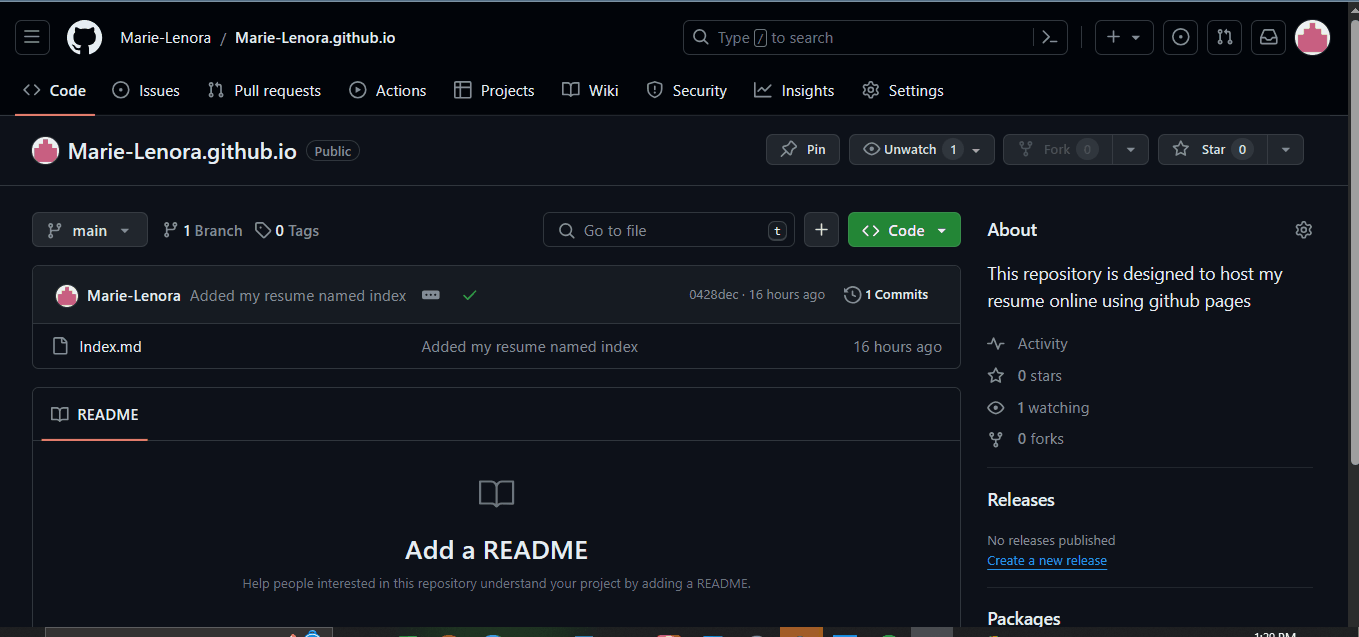 Marie-Lenora / Marie-Lenora.github.io
Type / to search
Code Issues Pull requests Actions Projects Wiki Security Insights Settings
Marie-Lenora.github.io Public
Pin Unwatch 1 Fork 0 Star 0
main 1 Branch 0 Tags Go to file t + Code
About
This repository is designed to host my
resume online using github pages
Marie-Lenora Added my resume named index 0428dec · 16 hours ago 1 Commits
Index.md Added my resume named index 16 hours ago
Activity
0 stars
1 watching
0 forks
README
Add a README
Help people interested in this repository understand your project by adding a README.
Releases
No releases published
Create a new release
Packages